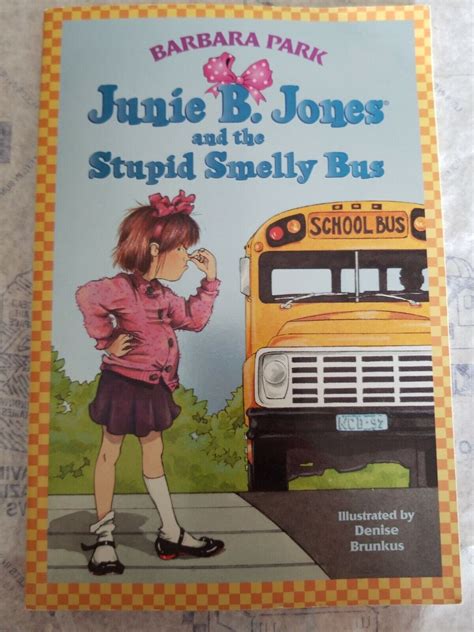 BARBARA PARK
Junie B. Jones®
and the
Stupid Smelly Bus
SCHOOL BUS
Illustrated by
Denise
Brunkus